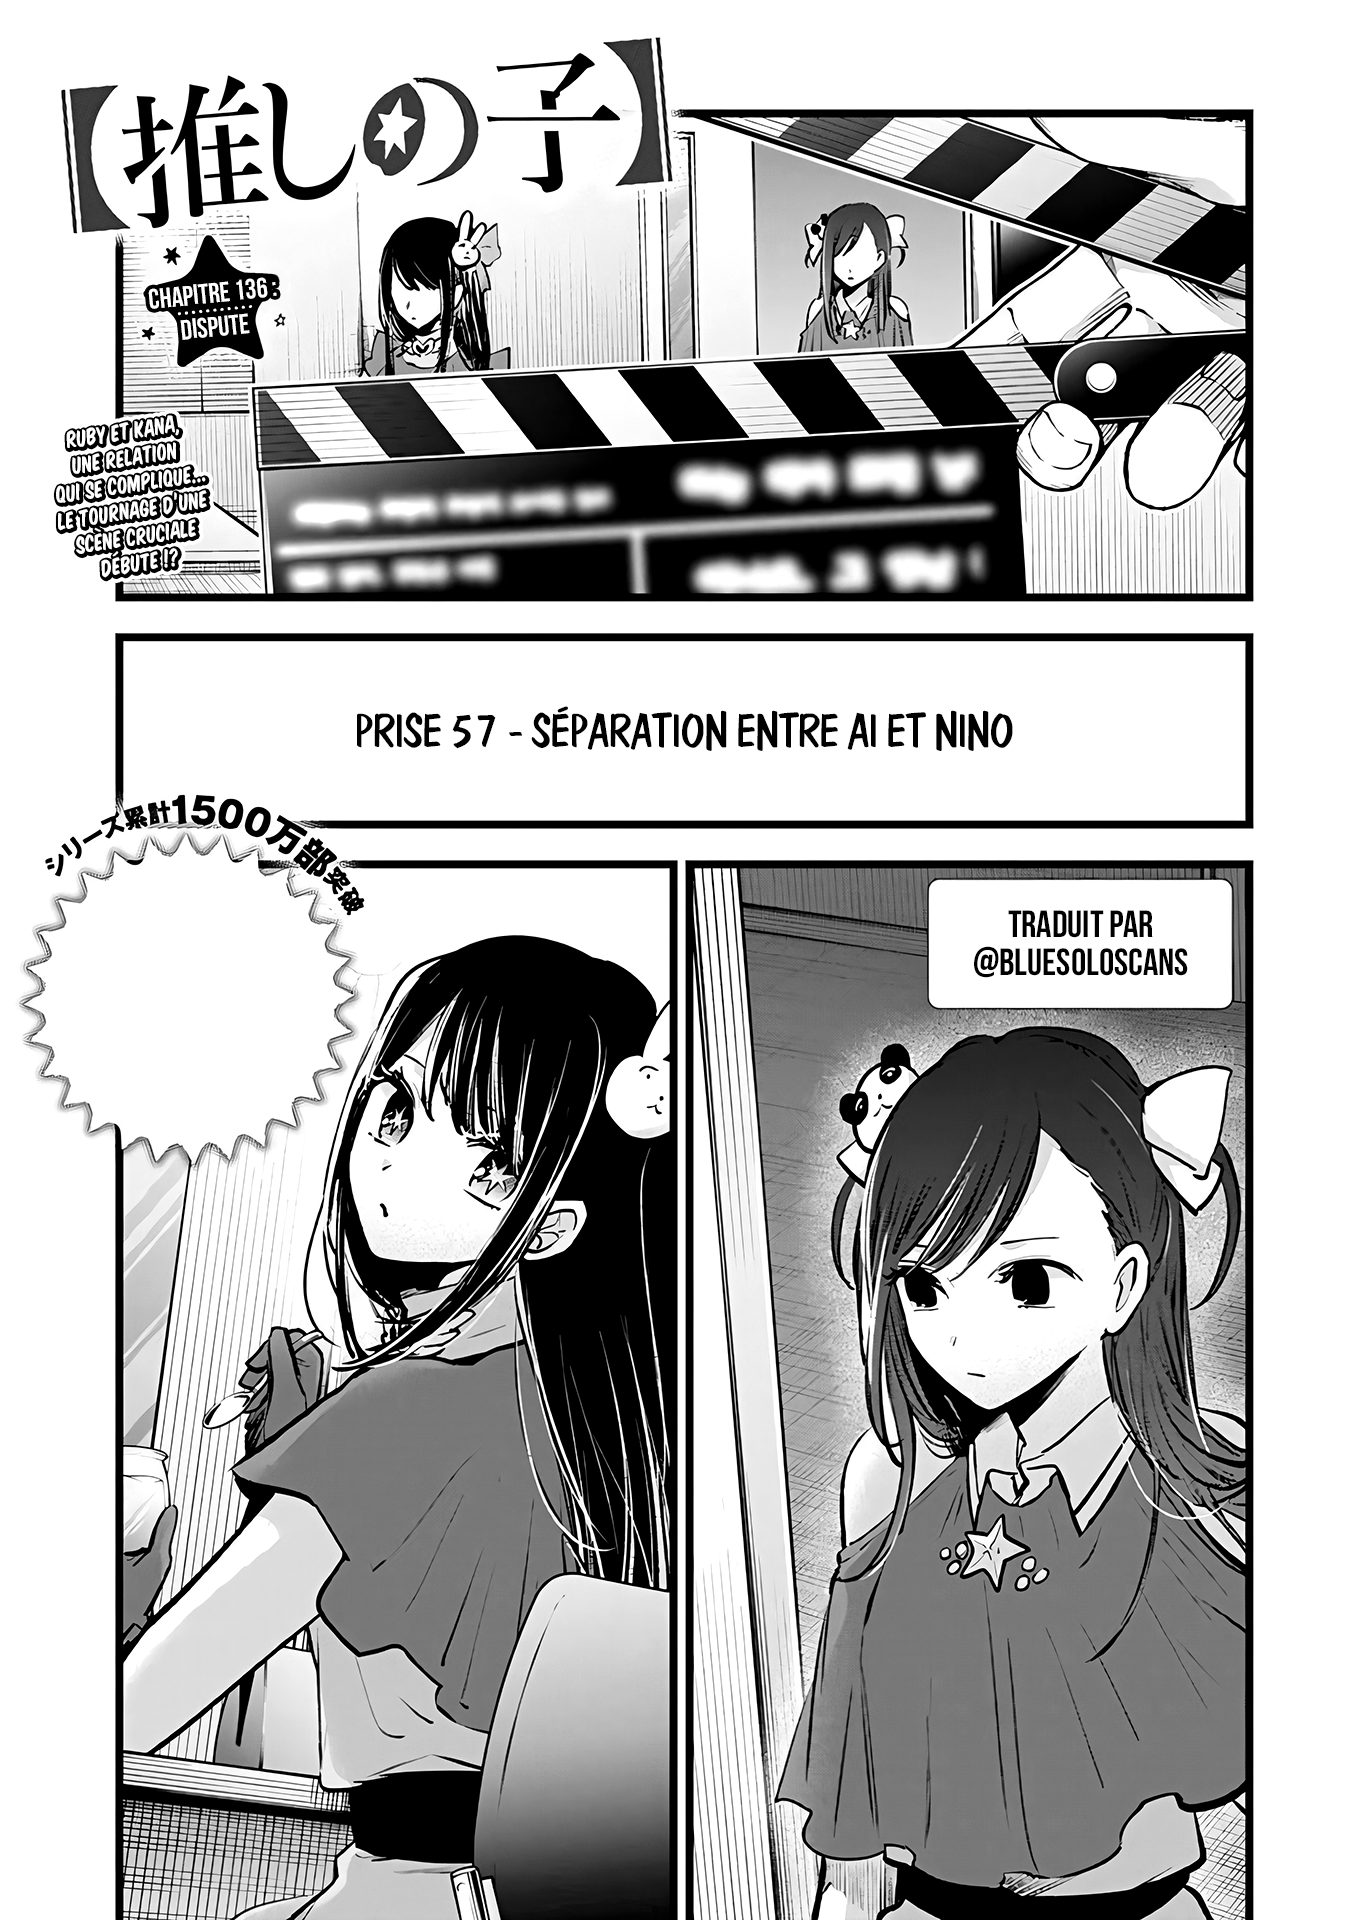 【推しの子】
CHAPITRE 136 :
DISPUTE
RUBY ET KANA,
UNE RELATION
QUI SE COMPLIQUE...
LE TOURNAGE D'UNE
SCÈNE CRUCIALE
DÉBUTE !?
PRISE 57 - SÉPARATION ENTRE AI ET NINO
シリーズ累計1500万部突破
TRADUIT PAR
@BLUESOLOSCANS